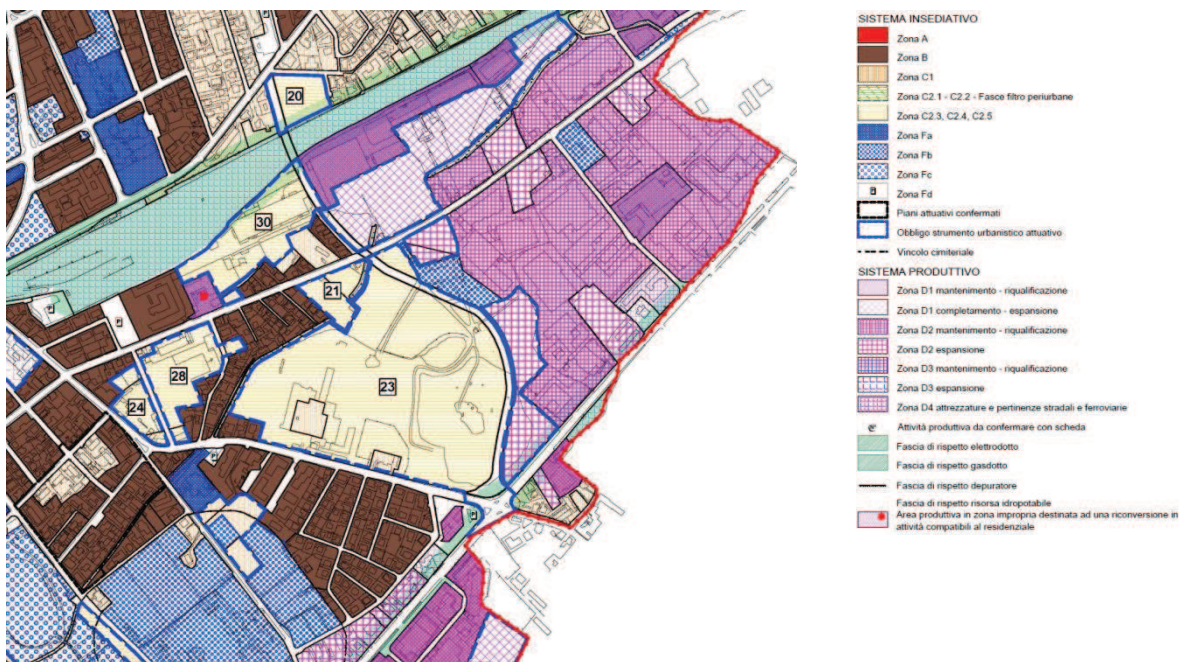 SISTEMA INSEDIATIVO
Zona A
Zona B
Zona C1
Zona C2.1 - C2.2 - Fasce filtro periurbane
Zona C2.3, C2.4, C2.5
Zona Fa
Zona Fb
Zona Fc
P Zona Fd
Piani attuativi confermati
Obbligo strumento urbanistico attuativo
Vincolo cimiteriale
SISTEMA PRODUTTIVO
Zona D1 mantenimento - riqualificazione
Zona D1 completamento - espansione
Zona D2 mantenimento - riqualificazione
Zona D2 espansione
Zona D3 mantenimento - riqualificazione
Zona D3 espansione
Zona D4 attrezzature e pertinenze stradali e ferroviarie
Attività produttiva da confermare con scheda
Fascia di rispetto elettrodotto
Fascia di rispetto gasdotto
Fascia di rispetto depuratore
Fascia di rispetto risorsa idropotabile
Area produttiva in zona impropria destinata ad una riconversione in
attività compatibili al residenziale
20
30
21
28
23
24
P
P
P
P